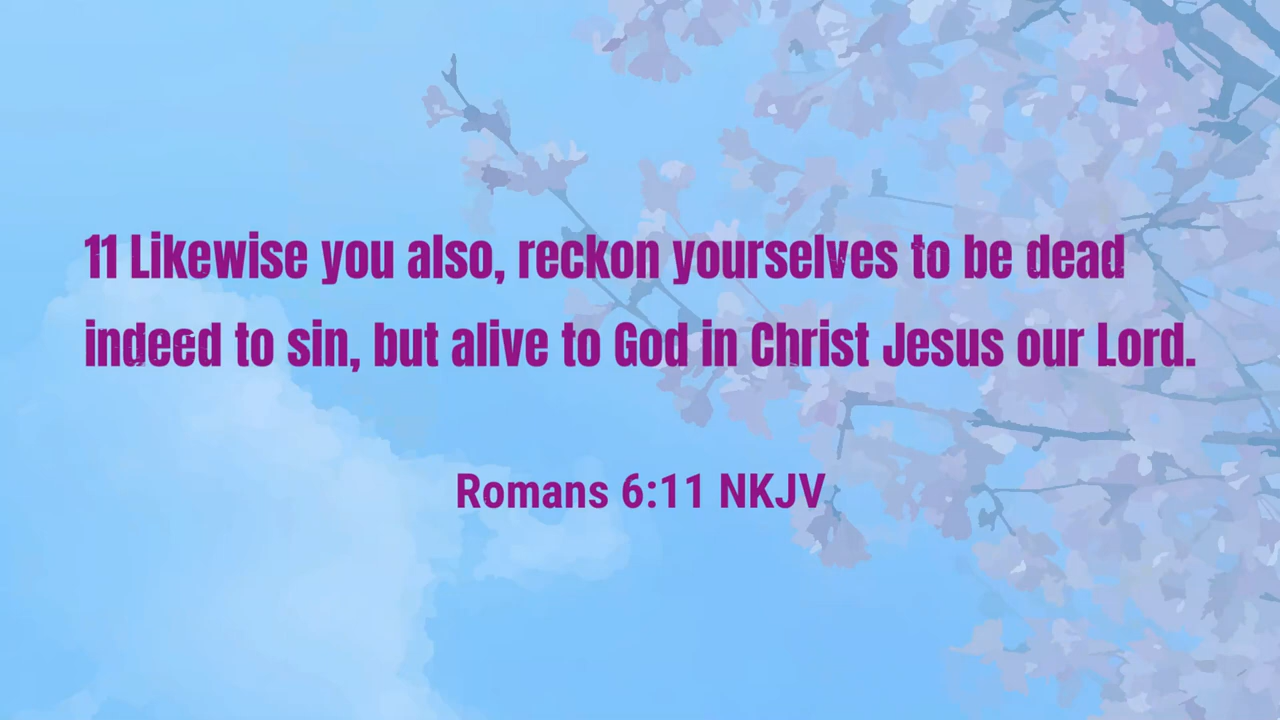 11 Likewise you also, reckon yourselves to be dead
indeed to sin, but alive to God in Christ Jesus our Lord.
Romans 6:11 NKJV